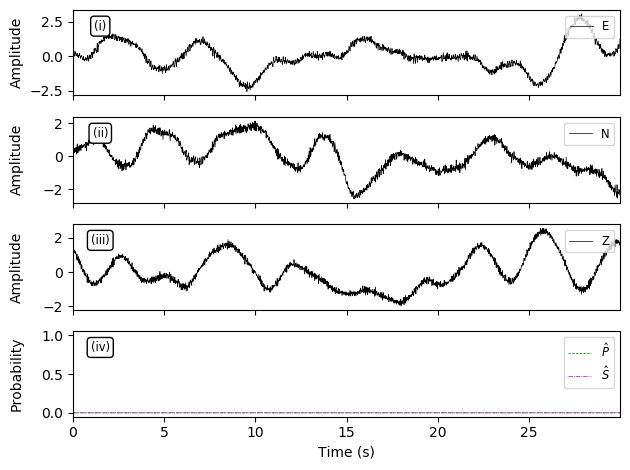 Amplitude
2.5
0.0
−2.5
(i)
E
Amplitude
2
0
−2
(ii)
N
Amplitude
2
0
−2
(iii)
Z
Probability
1.0
0.5
0.0
(iv)
P̂
Ŝ
0 5 10 15 20 25
Time (s)